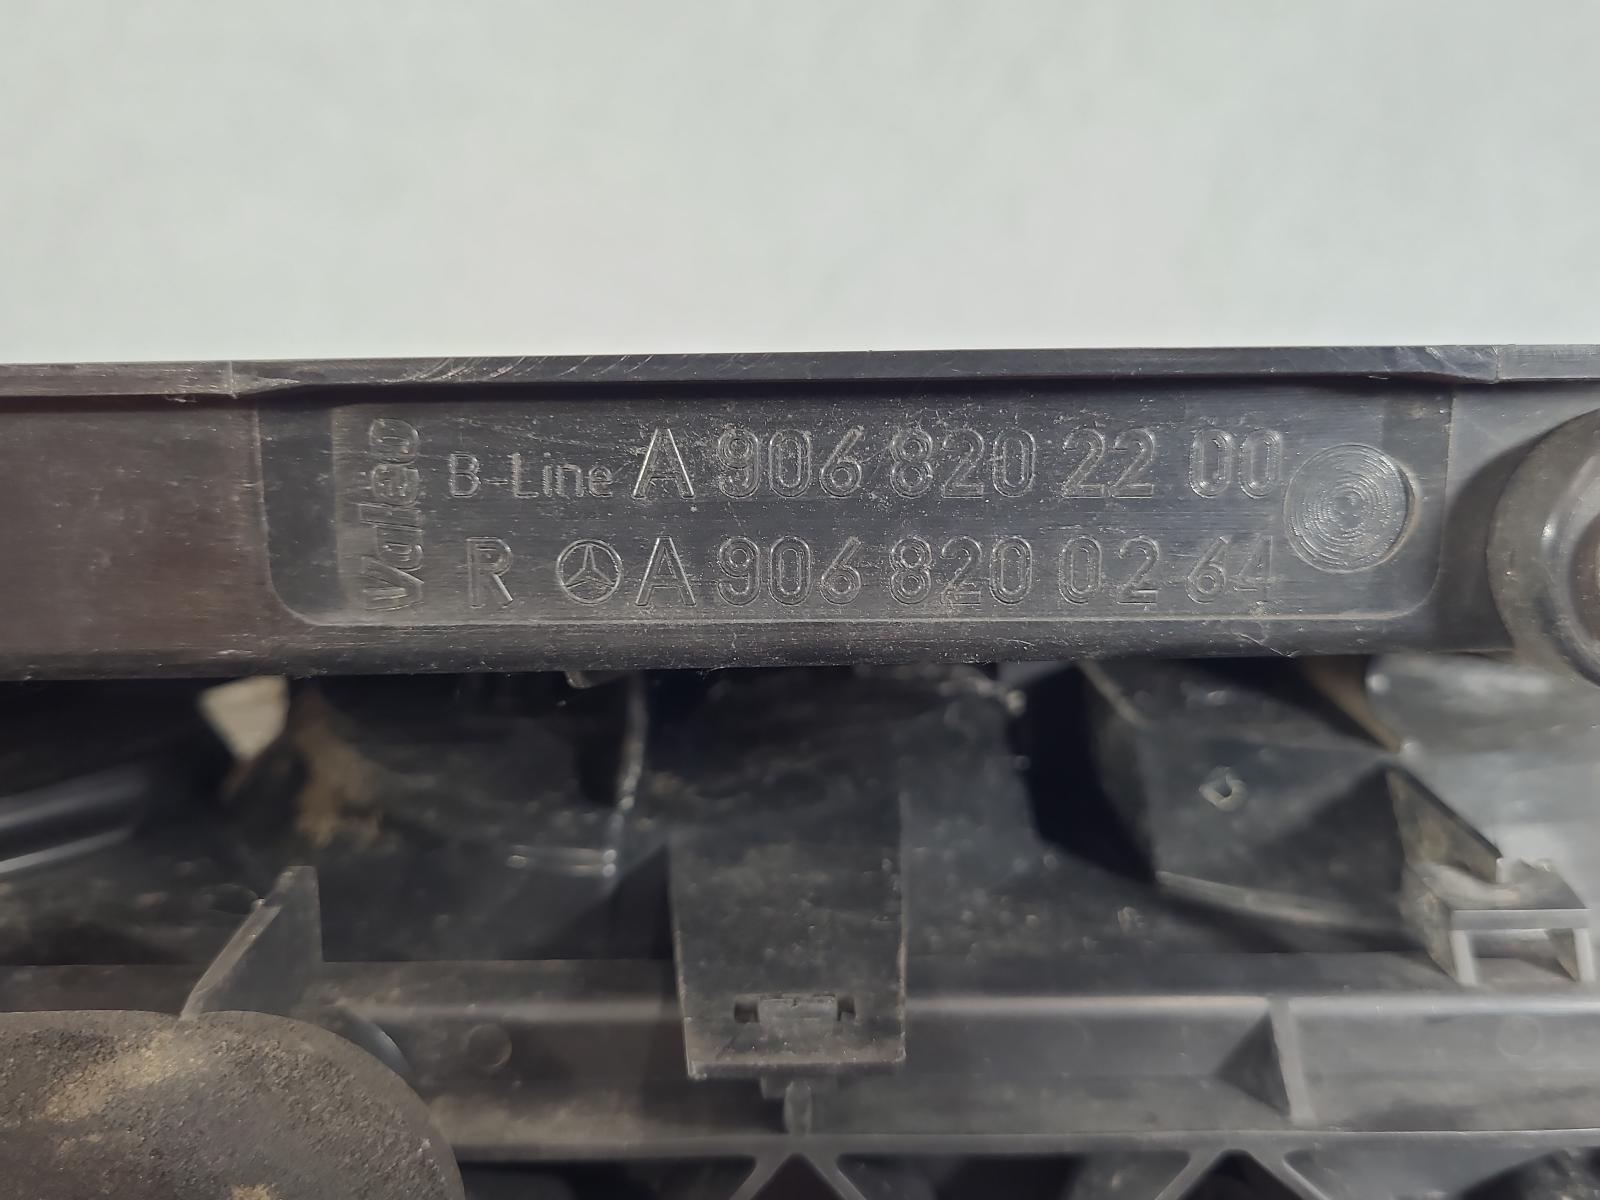 Valeo
B-Line A 906 820 22 00
R A 906 820 02 64